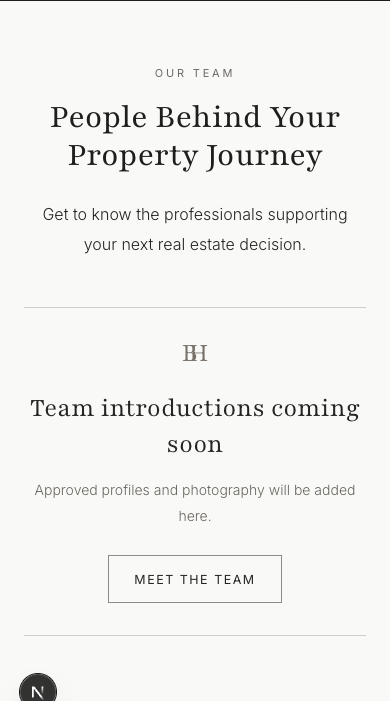 OUR TEAM
People Behind Your
Property Journey
Get to know the professionals supporting
your next real estate decision.
BH
Team introductions coming
soon
Approved profiles and photography will be added
here.
MEET THE TEAM
N